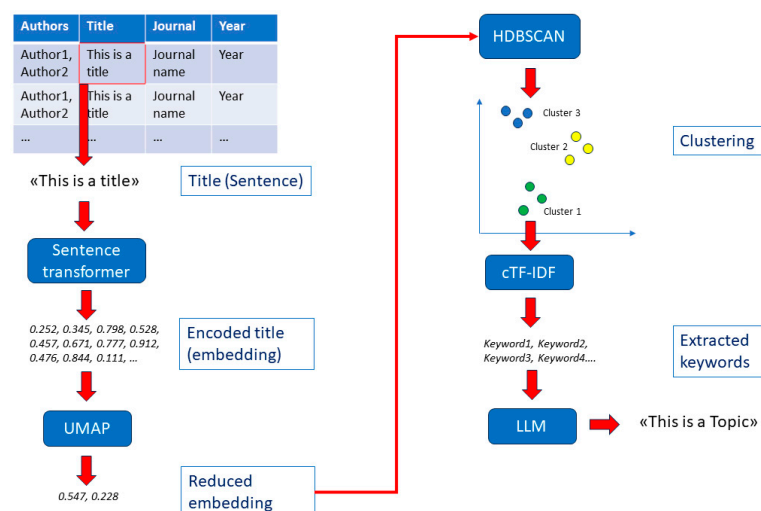 Authors Title Journal Year
Author1, This is a Journal Year
Author2 title name
Author1, This is a Journal Year
Author2 title name
... ... ... ...
«This is a title»
Title (Sentence)
Sentence
transformer
0.252, 0.345, 0.798, 0.528,
0.457, 0.671, 0.777, 0.912,
0.476, 0.844, 0.111, ...
Encoded title
(embedding)
UMAP
0.547, 0.228
Reduced
embedding
HDBSCAN
Cluster 3
Cluster 2
Cluster 1
Clustering
cTF-IDF
Keyword1, Keyword2,
Keyword3, Keyword4....
Extracted
keywords
LLM
«This is a Topic»